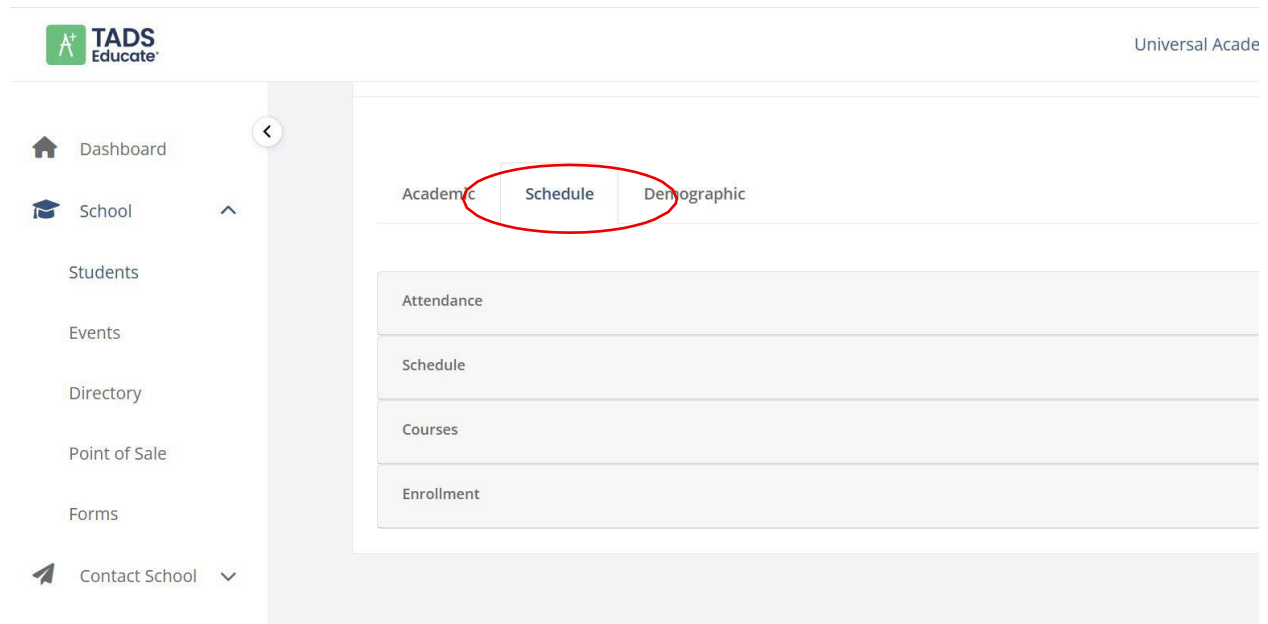 TADS
Educate
Universal Acade
Dashboard
School
Students
Events
Directory
Point of Sale
Forms
Contact School
Academic
Schedule
Demographic
Attendance
Schedule
Courses
Enrollment